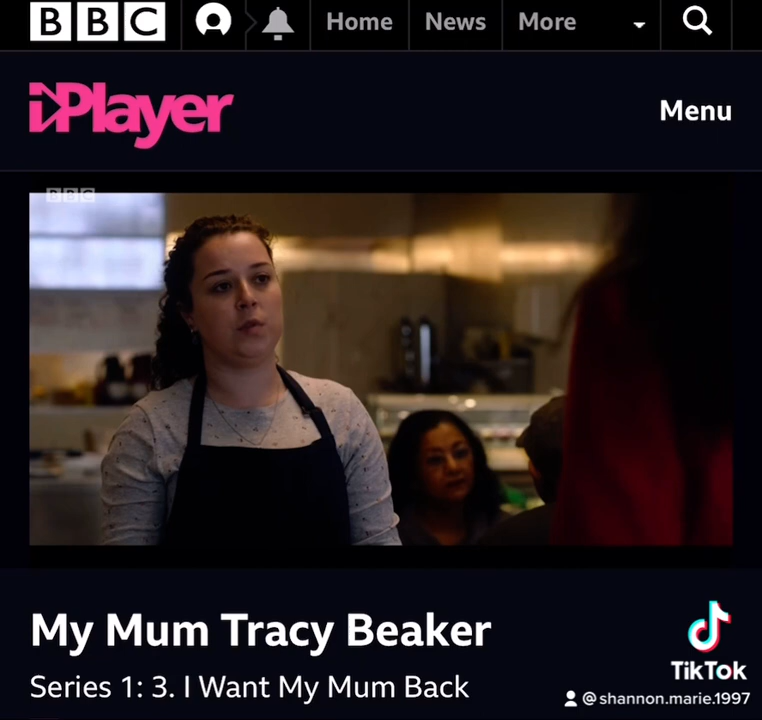 BBC
Home
News
More
iPlayer
Menu
BBC
My Mum Tracy Beaker
Series 1: 3. I Want My Mum Back
TikTok
@shannon.marie.1997